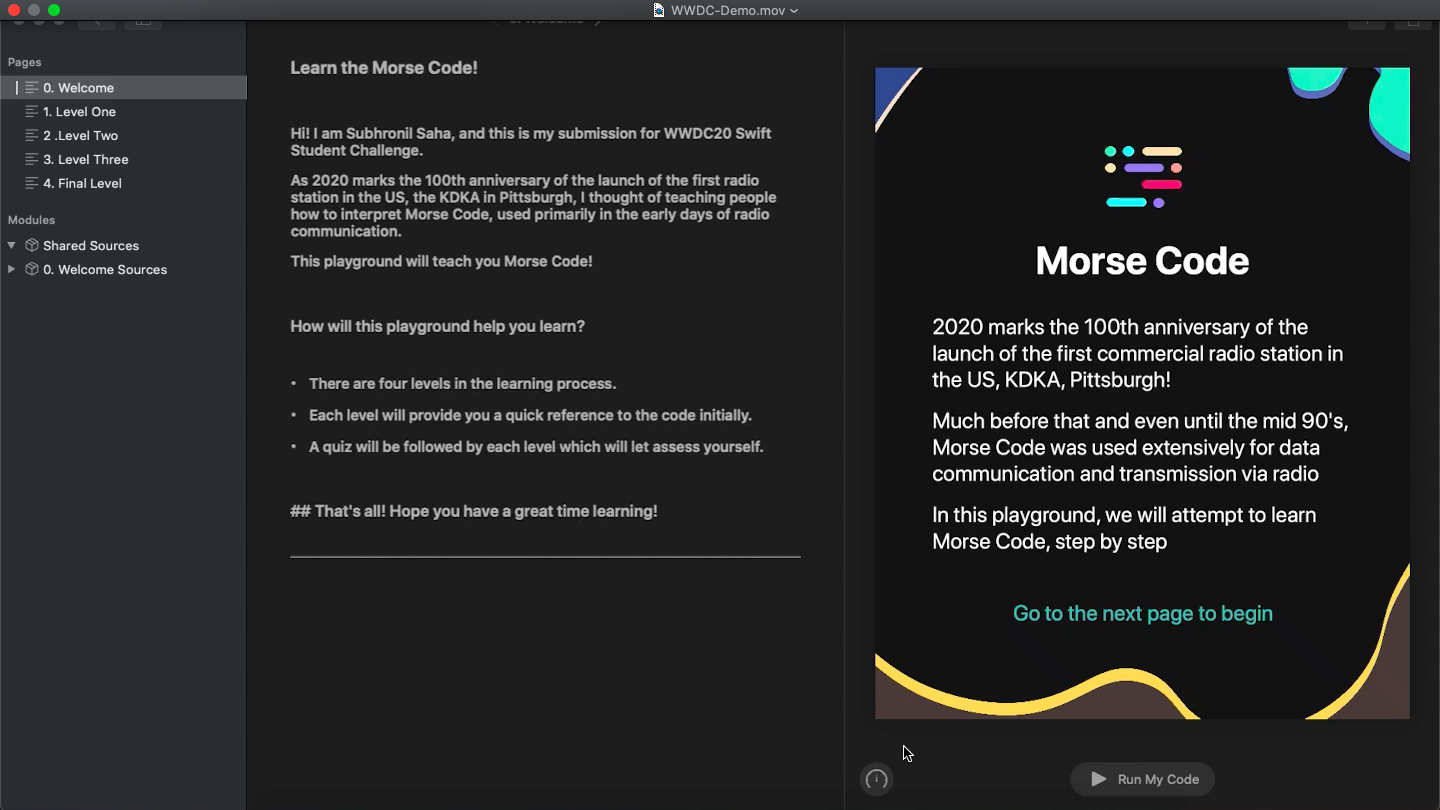 WWDC-Demo.mov
Pages
0. Welcome
1. Level One
2 .Level Two
3. Level Three
4. Final Level
Modules
Shared Sources
0. Welcome Sources
Learn the Morse Code!
Hi! I am Subhronil Saha, and this is my submission for WWDC20 Swift
Student Challenge.
As 2020 marks the 100th anniversary of the launch of the first radio
station in the US, the KDKA in Pittsburgh, I thought of teaching people
how to interpret Morse Code, used primarily in the early days of radio
communication.
This playground will teach you Morse Code!
How will this playground help you learn?
• There are four levels in the learning process.
• Each level will provide you a quick reference to the code initially.
• A quiz will be followed by each level which will let assess yourself.
## That's all! Hope you have a great time learning!
Morse Code
2020 marks the 100th anniversary of the
launch of the first commercial radio station in
the US, KDKA, Pittsburgh!
Much before that and even until the mid 90's,
Morse Code was used extensively for data
communication and transmission via radio
In this playground, we will attempt to learn
Morse Code, step by step
Go to the next page to begin
Run My Code